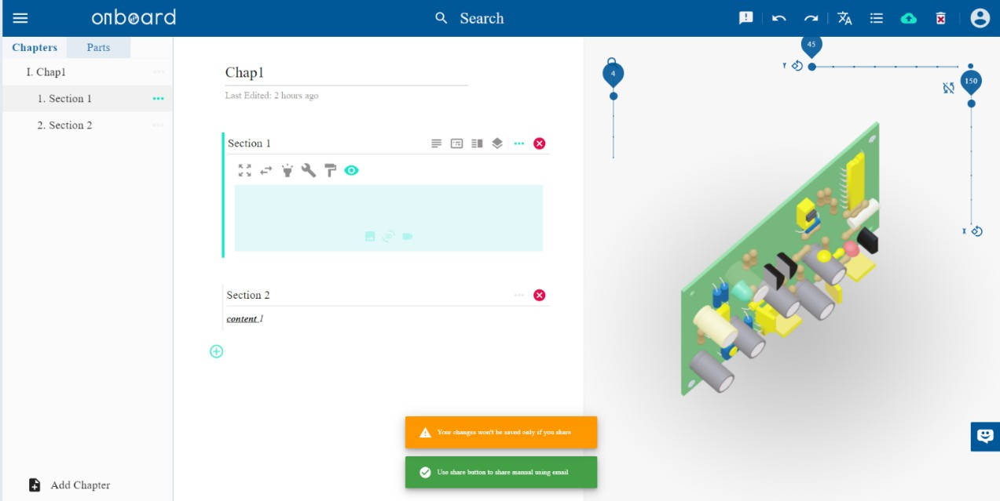 onboard
Search
Chapters
Parts
I. Chap1
1. Section 1
2. Section 2
Add Chapter
Chap1
Last Edited: 2 hours ago
Section 1
Section 2
content 1
4
Y
45
150
X
Your changes won't be saved only if you share
Use share button to share manual using email